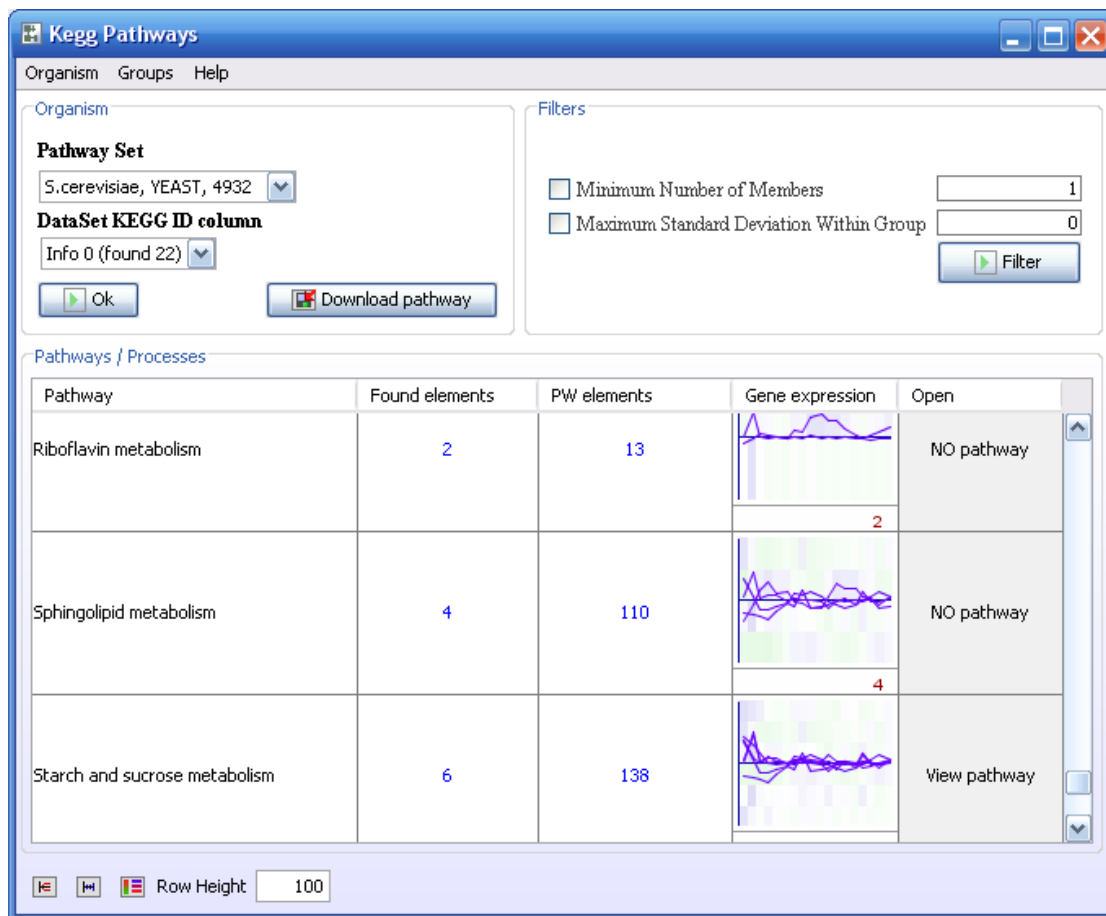 Kegg Pathways
Organism Groups Help
Organism
Pathway Set
S.cerevisiae, YEAST, 4932
DataSet KEGG ID column
Info 0 (found 22)
Ok
Download pathway
Filters
Minimum Number of Members 1
Maximum Standard Deviation Within Group 0
Filter
Pathways / Processes
Pathway Found elements PW elements Gene expression Open
Riboflavin metabolism 2 13 NO pathway
2
Sphingolipid metabolism 4 110 NO pathway
4
Starch and sucrose metabolism 6 138 View pathway
Row Height 100